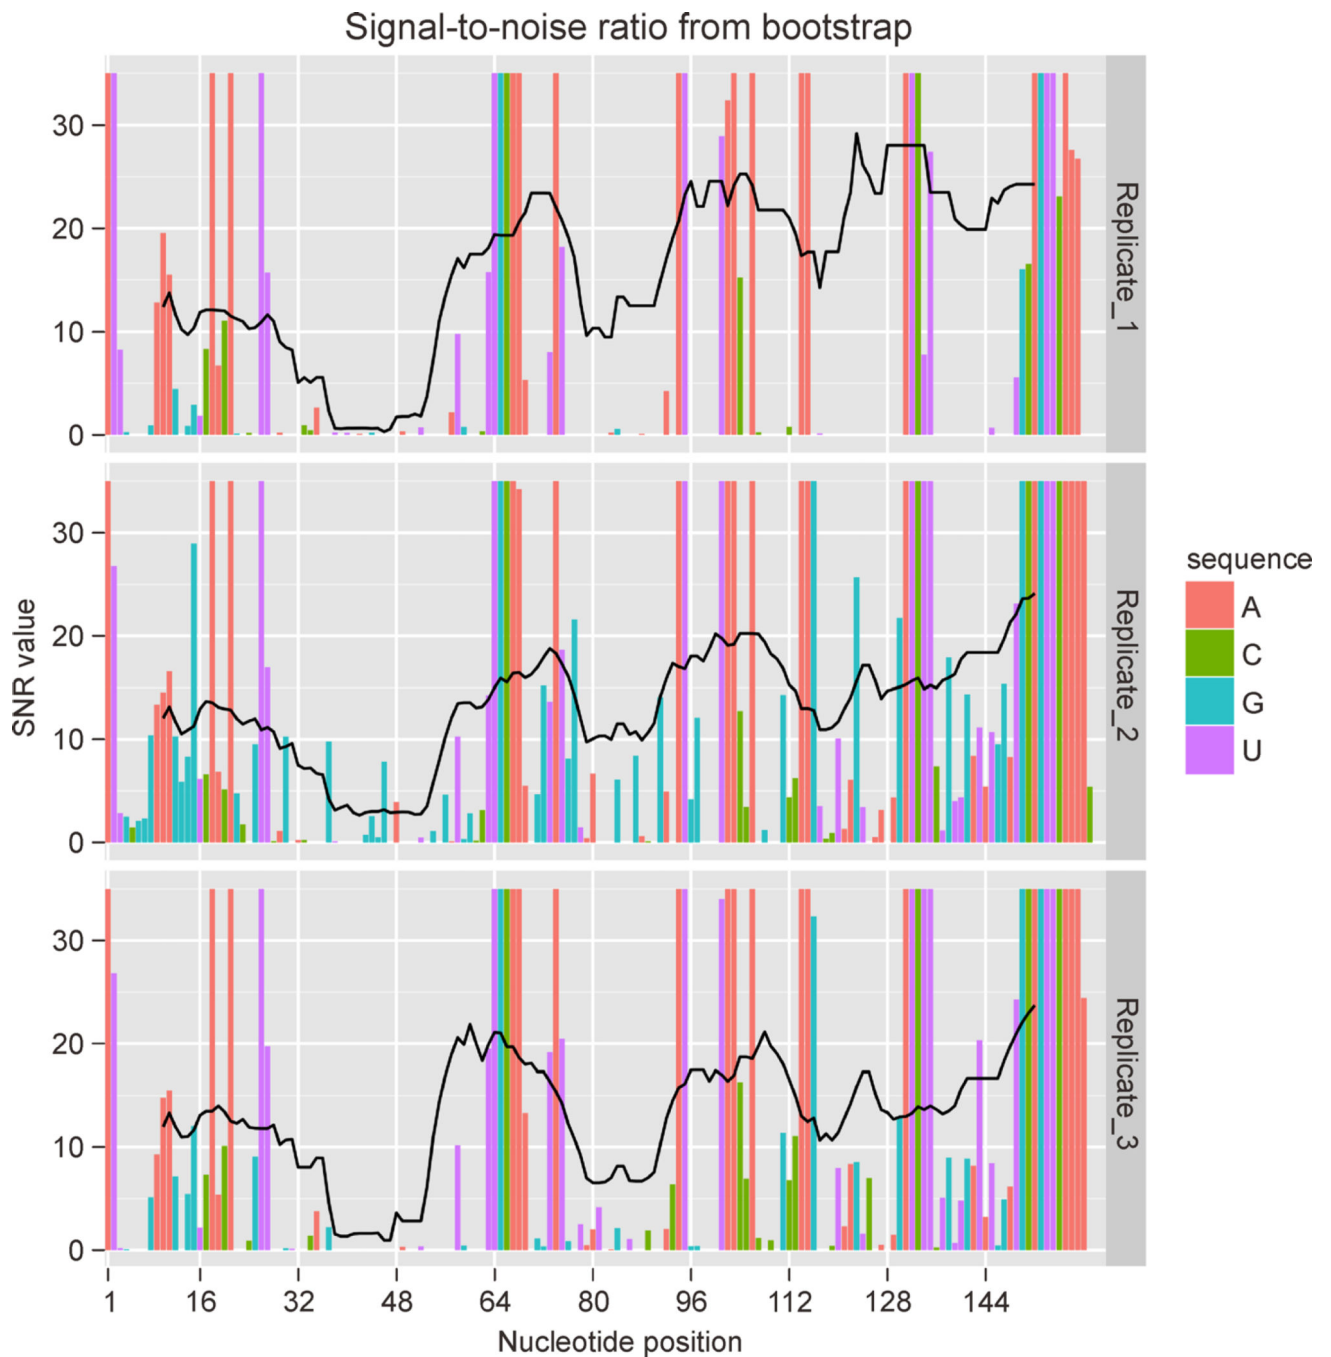 Signal-to-noise ratio from bootstrap
SNR value
30
20
10
0
Replicate_1
30
20
10
0
Replicate_2
30
20
10
0
Replicate_3
1 16 32 48 64 80 96 112 128 144
Nucleotide position
sequence
A
C
G
U